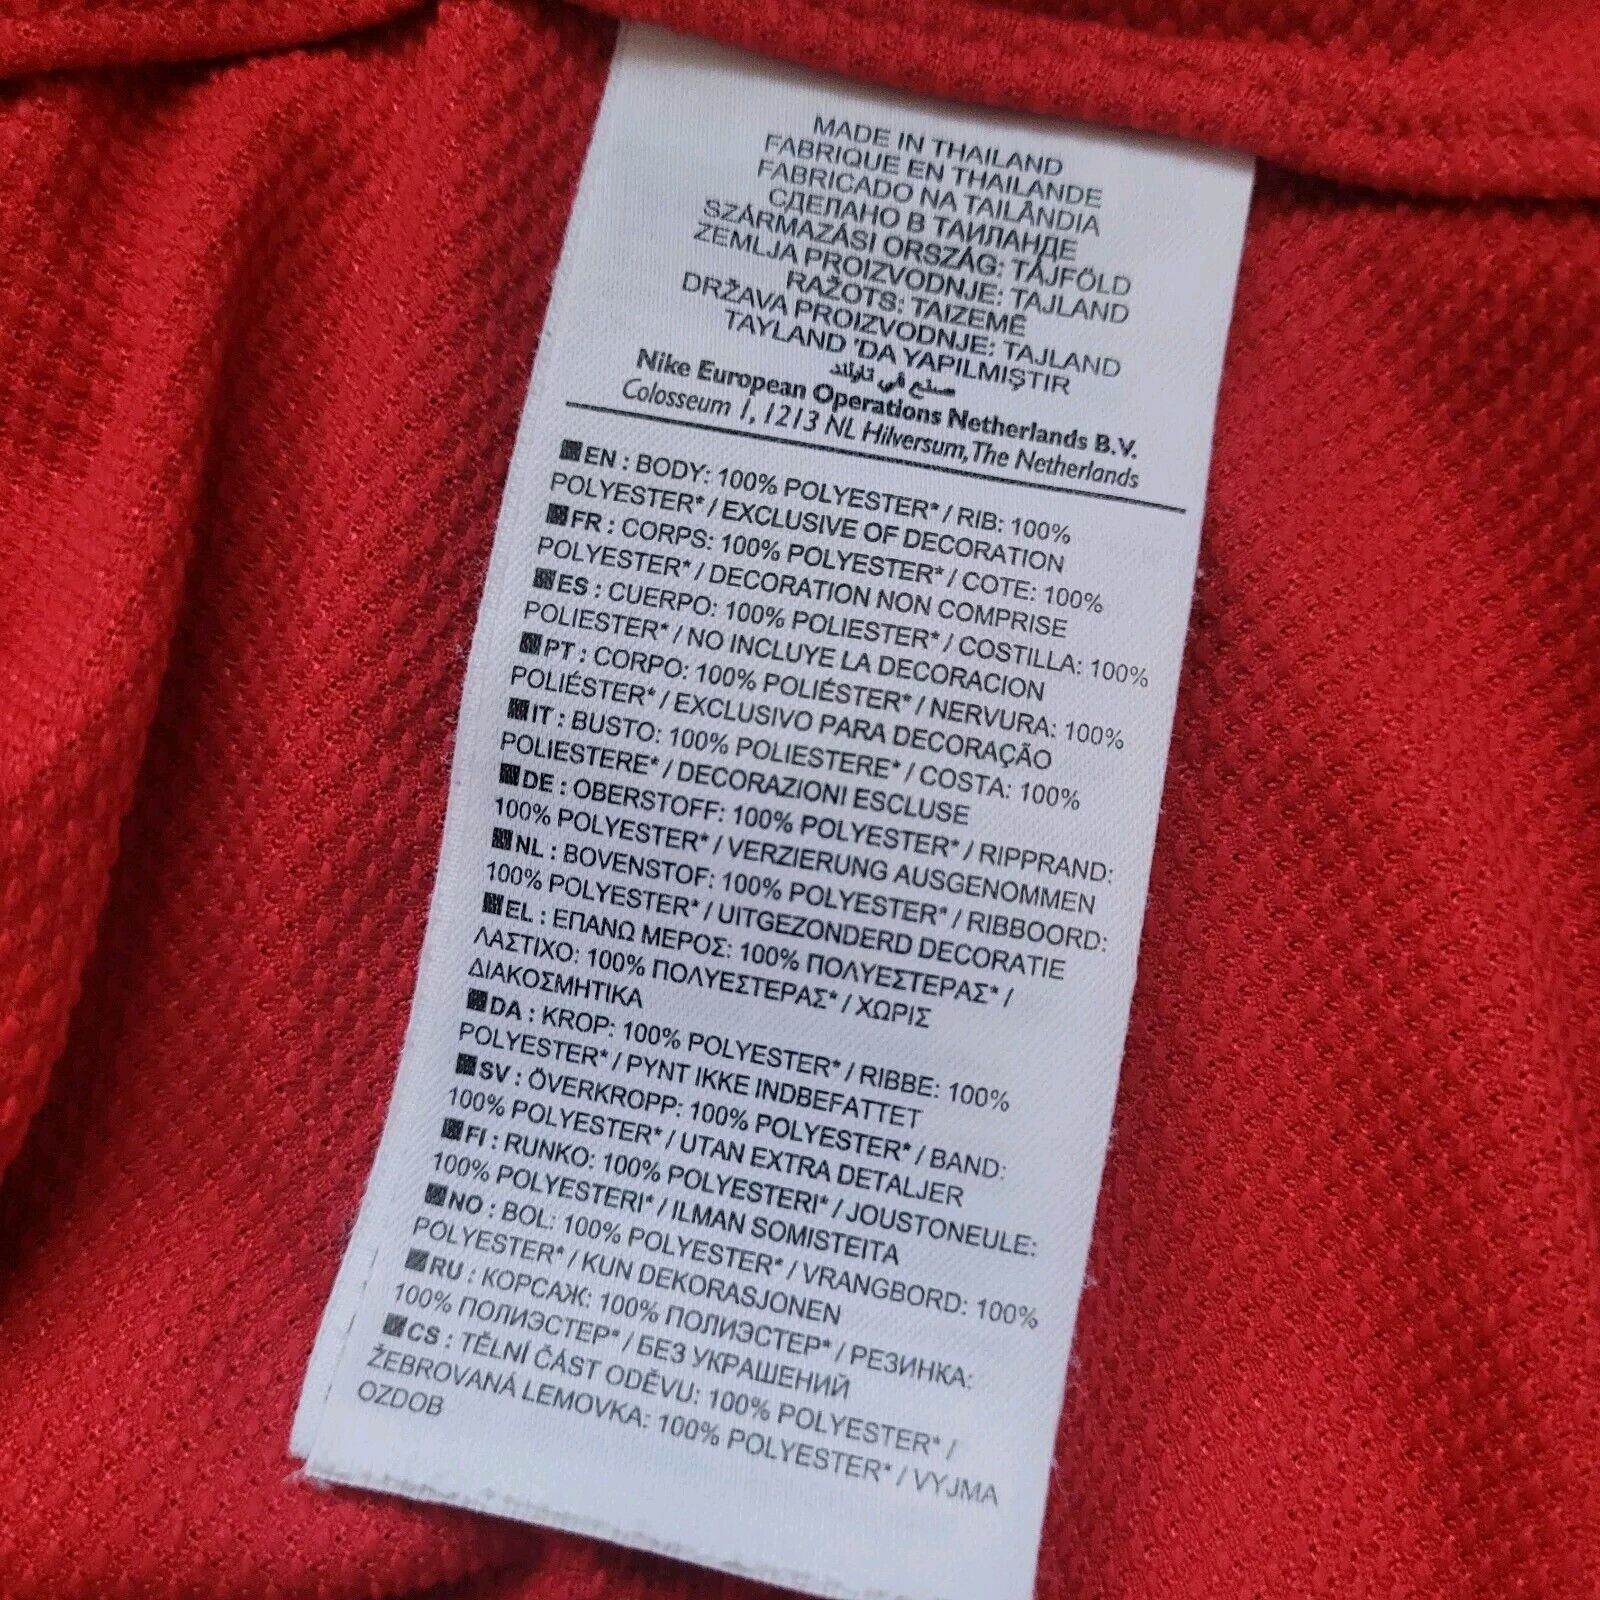 MADE IN THAILAND
FABRIQUE EN THAILANDE
FABRICADO NA TAILÂNDIA
СДЕЛАНО В ТАИЛАНДЕ
SZÁRMAZÁSI ORSZÁG: TÁJFÖLD
ZEMLJA PROIZVODNJE: TAJLAND
RAŽOTS: TAIZEMĒ
DRŽAVA PROIZVODNJE: TAJLAND
TAYLAND 'DA YAPILMIŞTIR
صنع في تايلاند
Nike European Operations Netherlands B.V.
Colosseum 1, 1213 NL Hilversum, The Netherlands
EN : BODY: 100% POLYESTER* / RIB: 100%
POLYESTER* / EXCLUSIVE OF DECORATION
FR : CORPS: 100% POLYESTER* / COTE: 100%
POLYESTER* / DECORATION NON COMPRISE
ES : CUERPO: 100% POLIESTER* / COSTILLA: 100%
POLIESTER* / NO INCLUYE LA DECORACION
PT : CORPO: 100% POLIÉSTER* / NERVURA: 100%
POLIÉSTER* / EXCLUSIVO PARA DECORAÇÃO
IT : BUSTO: 100% POLIESTERE* / COSTA: 100%
POLIESTERE* / DECORAZIONI ESCLUSE
DE : OBERSTOFF: 100% POLYESTER* / RIPPRAND:
100% POLYESTER* / VERZIERUNG AUSGENOMMEN
NL : BOVENSTOF: 100% POLYESTER* / RIBBOORD:
100% POLYESTER* / UITGEZONDERD DECORATIE
EL : ΕΠΑΝΩ ΜΕΡΟΣ: 100% ΠΟΛΥΕΣΤΕΡΑΣ* /
ΛΑΣΤΙΧΟ: 100% ΠΟΛΥΕΣΤΕΡΑΣ* / ΧΩΡΙΣ
ΔΙΑΚΟΣΜΗΤΙΚΑ
DA : KROP: 100% POLYESTER* / RIBBE: 100%
POLYESTER* / PYNT IKKE INDBEFATTET
SV : ÖVERKROPP: 100% POLYESTER* / BAND:
100% POLYESTER* / UTAN EXTRA DETALJER
FI : RUNKO: 100% POLYESTERI* / JOUSTONEULE:
100% POLYESTERI* / ILMAN SOMISTEITA
NO : BOL: 100% POLYESTER* / VRANGBORD: 100%
POLYESTER* / KUN DEKORASJONEN
RU : КОРСАЖ: 100% ПОЛИЭСТЕР* / РЕЗИНКА:
100% ПОЛИЭСТЕР* / БЕЗ УКРАШЕНИЙ
CS : TĚLNÍ ČÁST ODĚVU: 100% POLYESTER* /
ŽEBROVANÁ LEMOVKA: 100% POLYESTER* / VYJMA
OZDOB